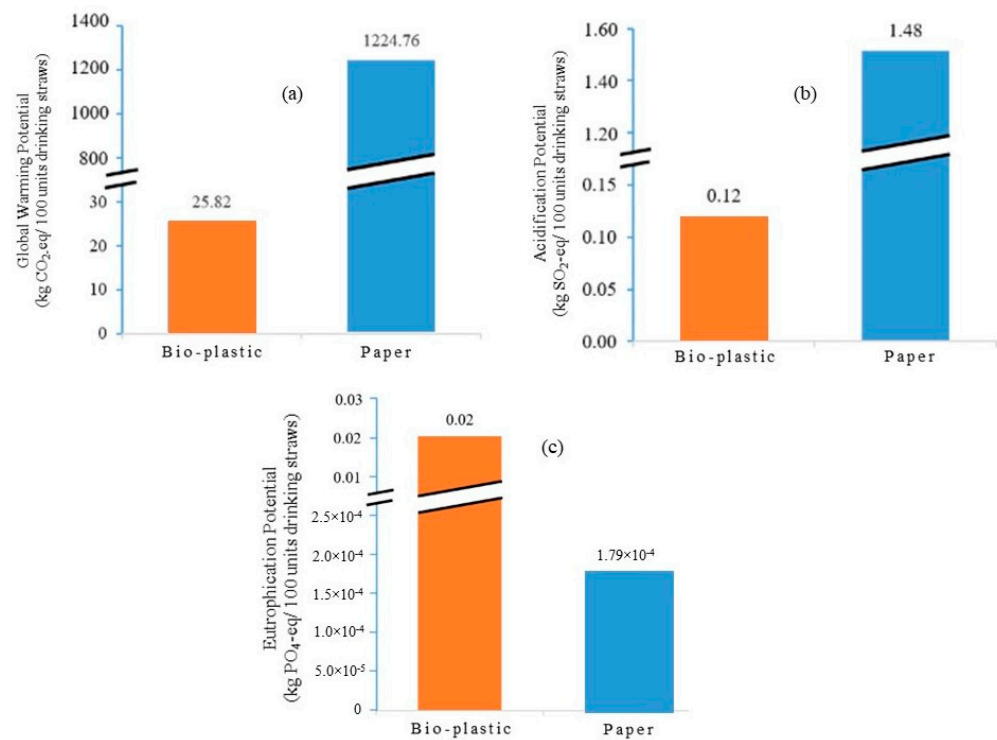 Global Warming Potential
(kg CO₂.eq/ 100 units drinking straws)
1400
1200
1000
800
30
20
10
0
25.82
1224.76
(a)
Bio-plastic
Paper
Acidification Potential
(kg SO₂-eq/ 100 units drinking straws)
1.60
1.50
1.20
0.15
0.10
0.05
0.00
0.12
1.48
(b)
Bio-plastic
Paper
Eutrophication Potential
(kg PO₄-eq/ 100 units drinking straws)
0.03
0.02
0.01
2.5×10⁻⁴
2.0×10⁻⁴
1.5×10⁻⁴
1.0×10⁻⁴
5.0×10⁻⁵
0
0.02
1.79×10⁻⁴
(c)
Bio-plastic
Paper